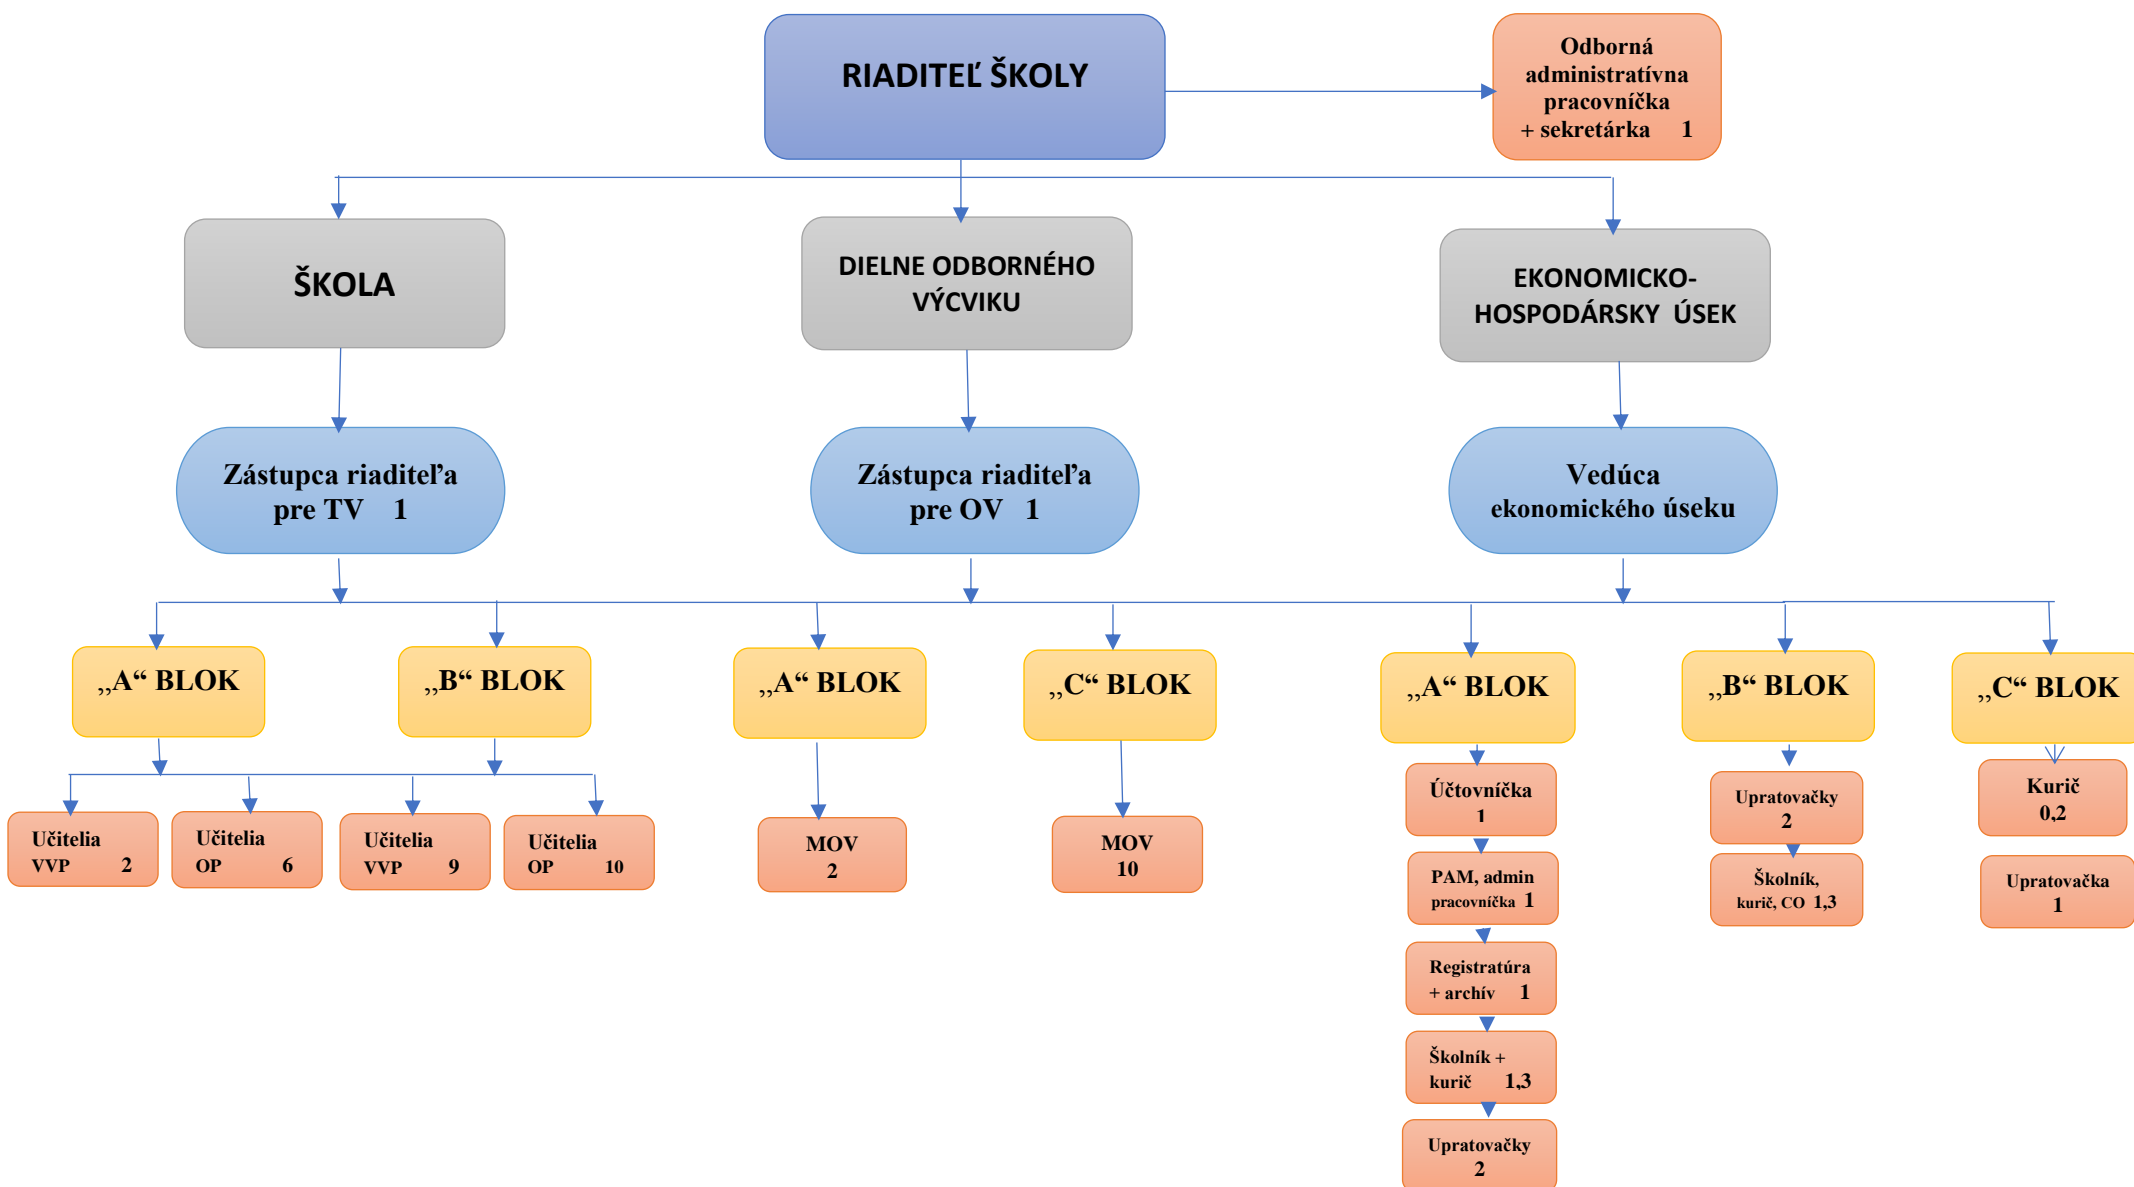 RIADITEĽ ŠKOLY
Odborná
administratívna
pracovníčka
+ sekretárka 1
ŠKOLA
DIELNE ODBORNÉHO
VÝCVIKU
EKONOMICKO-
HOSPODÁRSKY ÚSEK
Zástupca riaditeľa
pre TV 1
Zástupca riaditeľa
pre OV 1
Vedúca
ekonomického úseku
„A“ BLOK
„B“ BLOK
„A“ BLOK
„C“ BLOK
„A“ BLOK
„B“ BLOK
„C“ BLOK
Učitelia
VVP 2
Učitelia
OP 6
Učitelia
VVP 9
Učitelia
OP 10
MOV
2
MOV
10
Účtovníčka
1
PAM, admin
pracovníčka 1
Registratúra
+ archív 1
Školník +
kurič 1,3
Upratovačky
2
Upratovačky
2
Školník,
kurič, CO 1,3
Kurič
0,2
Upratovačka
1